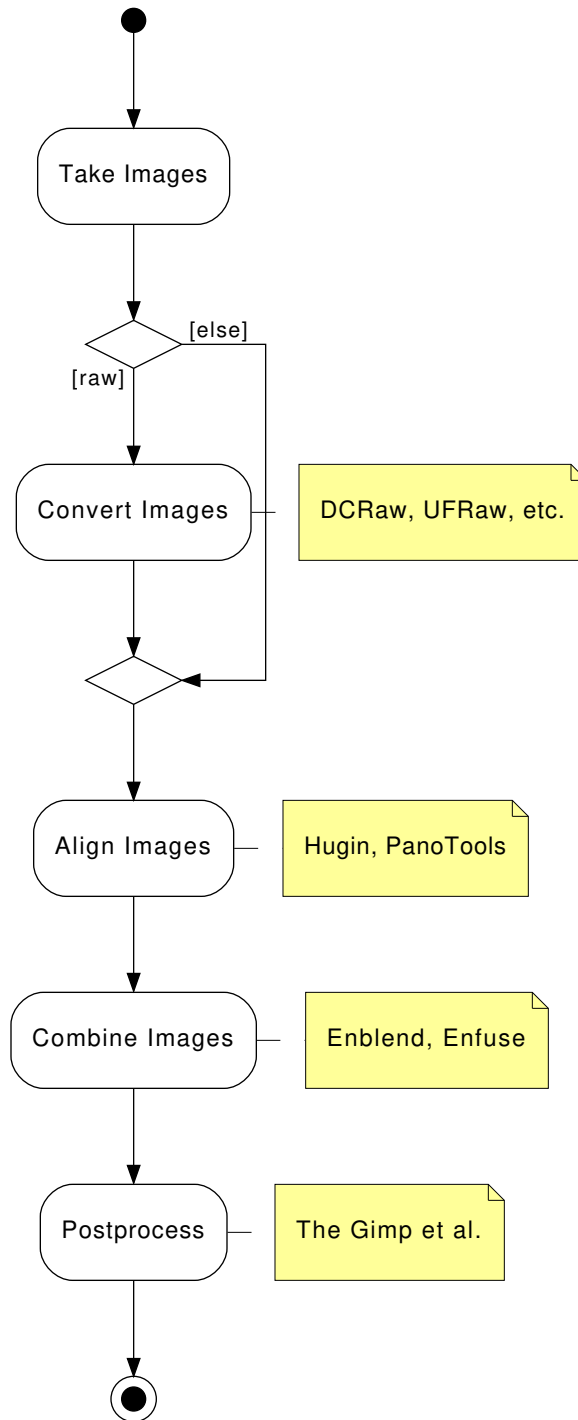 Take Images
[else]
[raw]
Convert Images
DCRaw, UFRaw, etc.
Align Images
Hugin, PanoTools
Combine Images
Enblend, Enfuse
Postprocess
The Gimp et al.